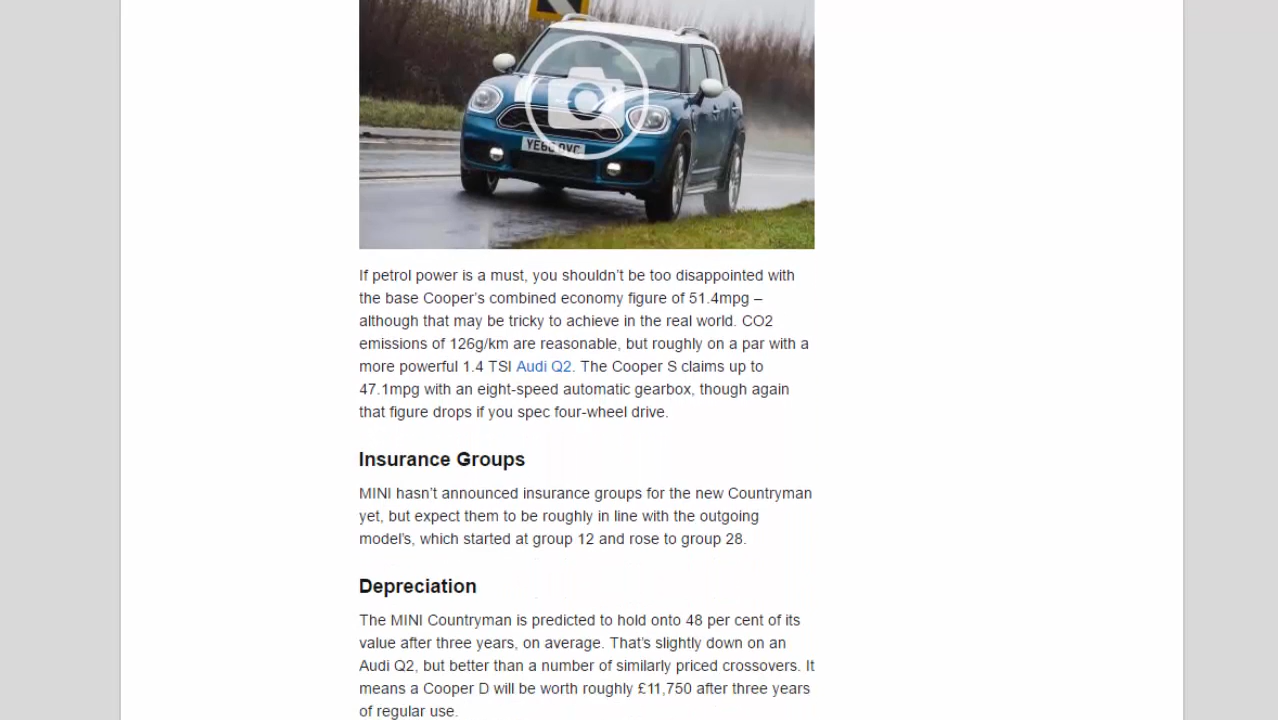 If petrol power is a must, you shouldn’t be too disappointed with
the base Cooper’s combined economy figure of 51.4mpg –
although that may be tricky to achieve in the real world. CO2
emissions of 126g/km are reasonable, but roughly on a par with a
more powerful 1.4 TSI Audi Q2. The Cooper S claims up to
47.1mpg with an eight-speed automatic gearbox, though again
that figure drops if you spec four-wheel drive.
Insurance Groups
MINI hasn’t announced insurance groups for the new Countryman
yet, but expect them to be roughly in line with the outgoing
model’s, which started at group 12 and rose to group 28.
Depreciation
The MINI Countryman is predicted to hold onto 48 per cent of its
value after three years, on average. That’s slightly down on an
Audi Q2, but better than a number of similarly priced crossovers. It
means a Cooper D will be worth roughly £11,750 after three years
of regular use.